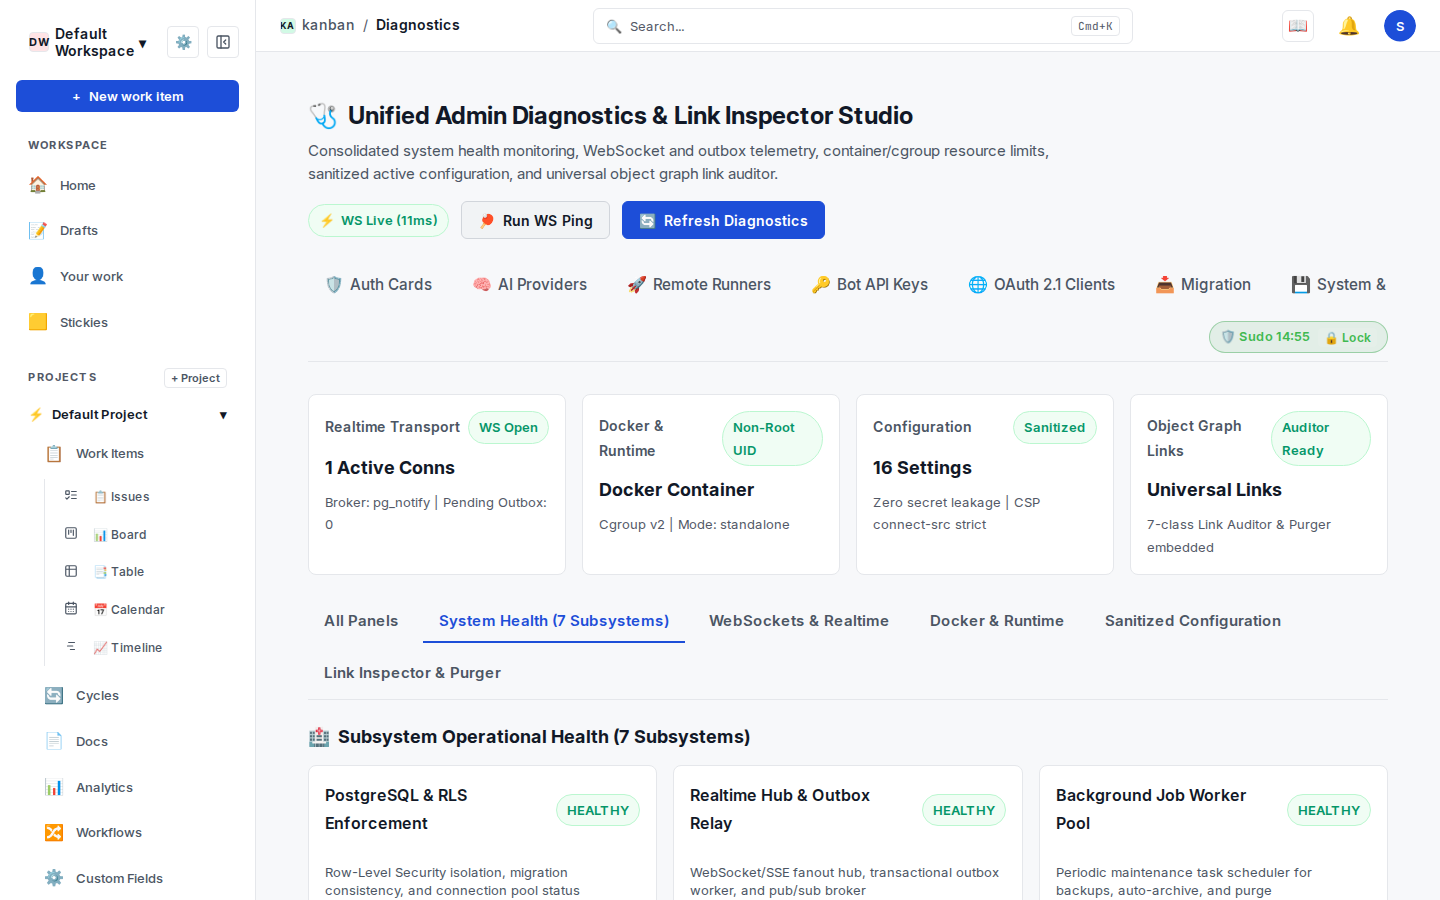 DW Default Workspace ▾
+ New work item
WORKSPACE
Home
Drafts
Your work
Stickies
PROJECTS + Project
Default Project ▾
Work Items
Issues
Board
Table
Calendar
Timeline
Cycles
Docs
Analytics
Workflows
Custom Fields
KA kanban / Diagnostics
Search... Cmd+K
S
Unified Admin Diagnostics & Link Inspector Studio
Consolidated system health monitoring, WebSocket and outbox telemetry, container/cgroup resource limits,
sanitized active configuration, and universal object graph link auditor.
WS Live (11ms) Run WS Ping Refresh Diagnostics
Auth Cards AI Providers Remote Runners Bot API Keys OAuth 2.1 Clients Migration System &
Sudo 14:55 Lock
Realtime Transport WS Open
1 Active Conns
Broker: pg_notify | Pending Outbox:
0
Docker &
Runtime
Non-Root
UID
Docker Container
Cgroup v2 | Mode: standalone
Configuration Sanitized
16 Settings
Zero secret leakage | CSP
connect-src strict
Object Graph
Links
Auditor
Ready
Universal Links
7-class Link Auditor & Purger
embedded
All Panels System Health (7 Subsystems) WebSockets & Realtime Docker & Runtime Sanitized Configuration
Link Inspector & Purger
Subsystem Operational Health (7 Subsystems)
PostgreSQL & RLS
Enforcement
HEALTHY
Row-Level Security isolation, migration
consistency, and connection pool status
Realtime Hub & Outbox
Relay
HEALTHY
WebSocket/SSE fanout hub, transactional outbox
worker, and pub/sub broker
Background Job Worker
Pool
HEALTHY
Periodic maintenance task scheduler for
backups, auto-archive, and purge